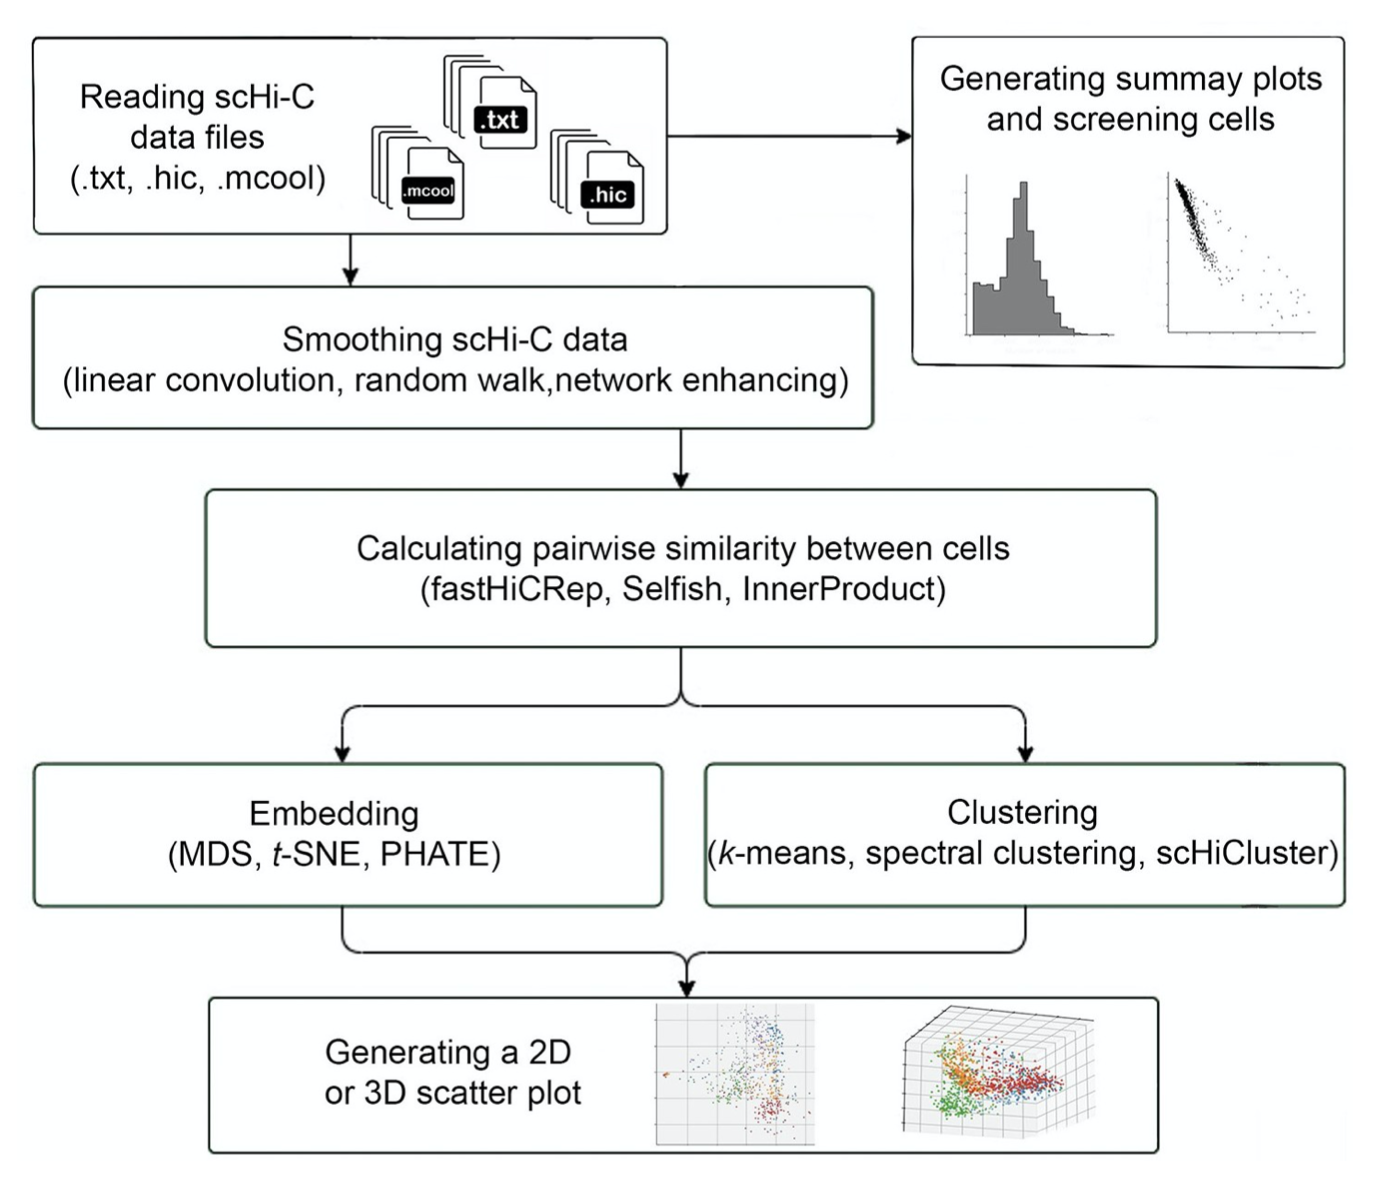 Reading scHi-C
data files
(.txt, .hic, .mcool)
.txt
.mcool
.hic
Generating summay plots
and screening cells
Smoothing scHi-C data
(linear convolution, random walk,network enhancing)
Calculating pairwise similarity between cells
(fastHiCRep, Selfish, InnerProduct)
Embedding
(MDS, t-SNE, PHATE)
Clustering
(k-means, spectral clustering, scHiCluster)
Generating a 2D
or 3D scatter plot